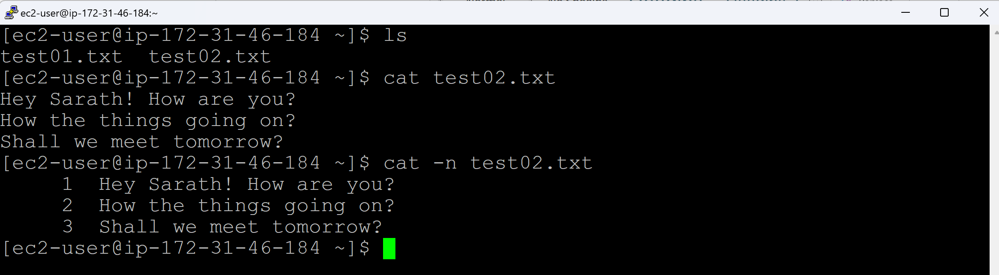 ec2-user@ip-172-31-46-184:~
[ec2-user@ip-172-31-46-184 ~]$ ls
test01.txt  test02.txt
[ec2-user@ip-172-31-46-184 ~]$ cat test02.txt
Hey Sarath! How are you?
How the things going on?
Shall we meet tomorrow?
[ec2-user@ip-172-31-46-184 ~]$ cat -n test02.txt
     1  Hey Sarath! How are you?
     2  How the things going on?
     3  Shall we meet tomorrow?
[ec2-user@ip-172-31-46-184 ~]$